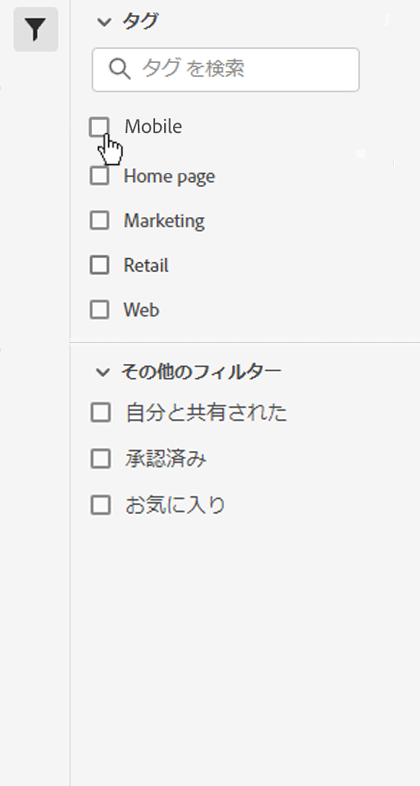 タグ
タグ を検索
Mobile
Home page
Marketing
Retail
Web
その他のフィルター
自分と共有された
承認済み
お気に入り